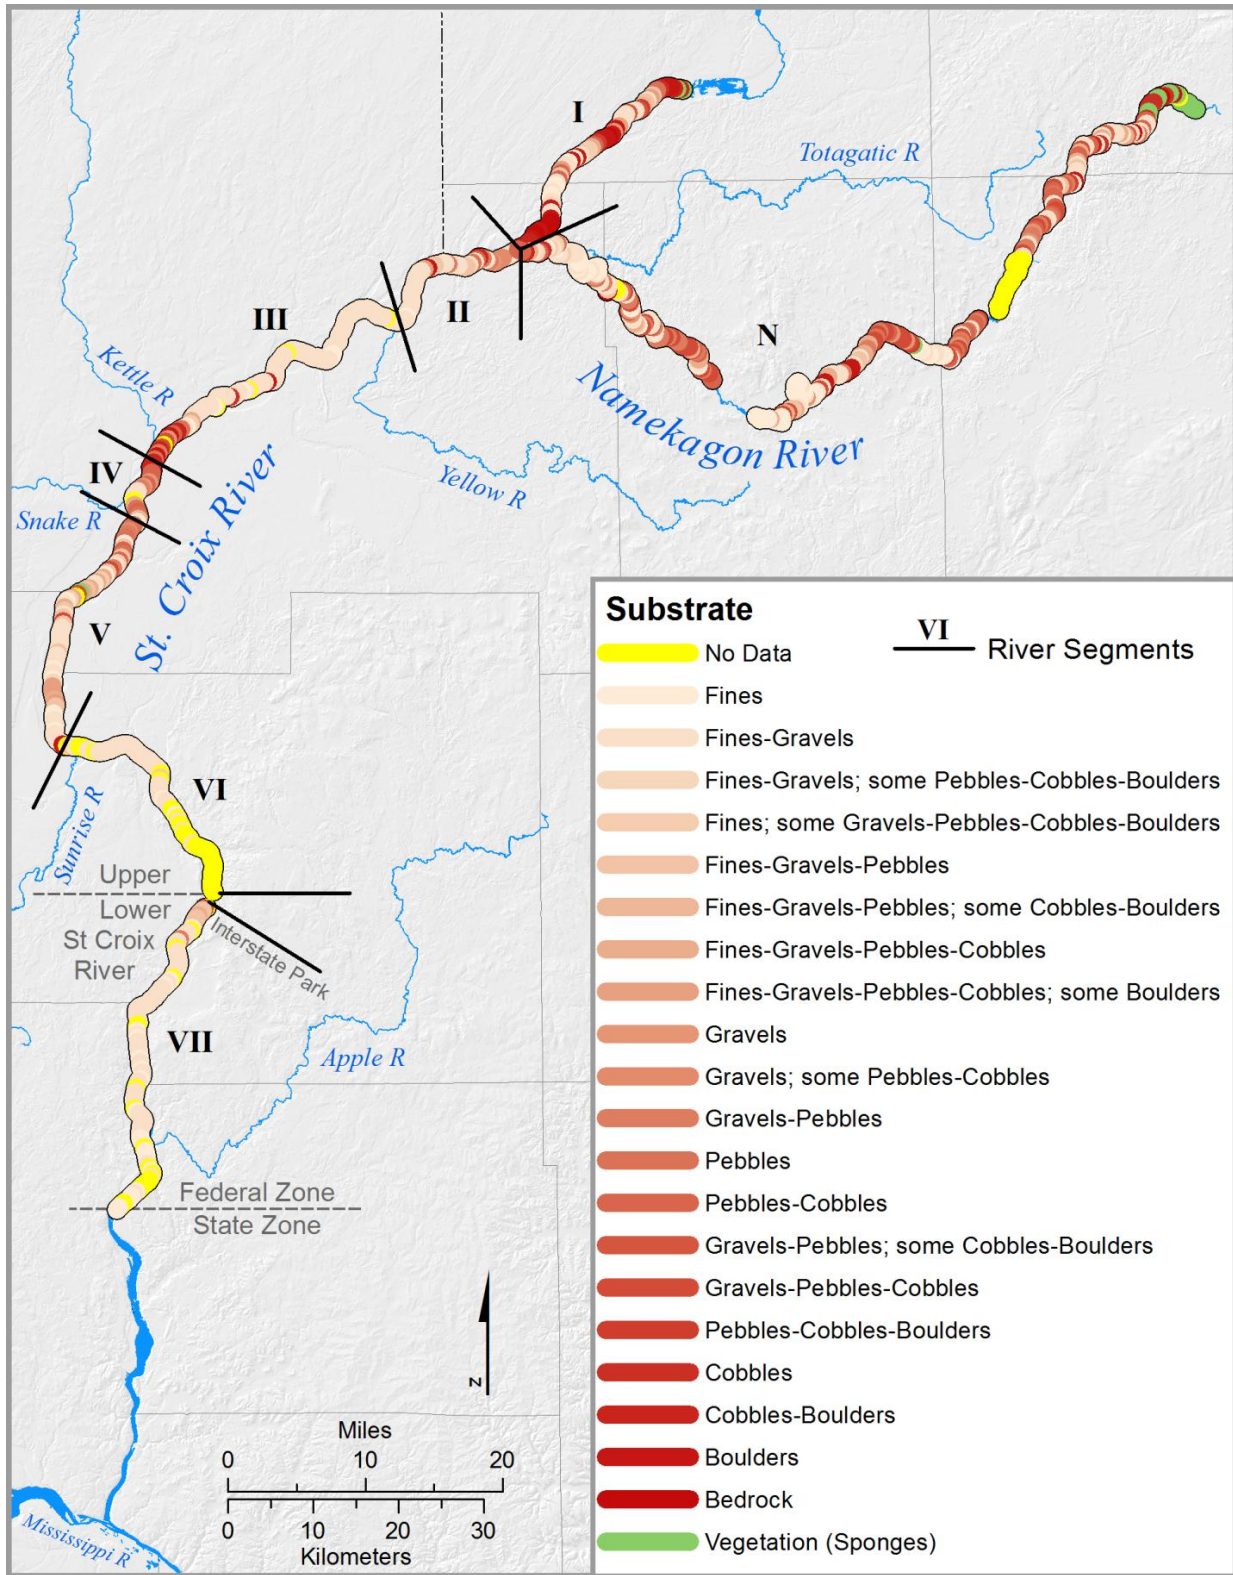 I
Totagatic R
II
III
N
Kettle R
Namekagon River
IV
Yellow R
Snake R
St. Croix River
V
VI
Sunrise R
Upper
Lower
St Croix
River
Interstate Park
VII
Apple R
Federal Zone
State Zone
N
Miles
0 10 20
0 10 20 30
Kilometers
Mississippi R
Substrate
VI
River Segments
No Data
Fines
Fines-Gravels
Fines-Gravels; some Pebbles-Cobbles-Boulders
Fines; some Gravels-Pebbles-Cobbles-Boulders
Fines-Gravels-Pebbles
Fines-Gravels-Pebbles; some Cobbles-Boulders
Fines-Gravels-Pebbles-Cobbles
Fines-Gravels-Pebbles-Cobbles; some Boulders
Gravels
Gravels; some Pebbles-Cobbles
Gravels-Pebbles
Pebbles
Pebbles-Cobbles
Gravels-Pebbles; some Cobbles-Boulders
Gravels-Pebbles-Cobbles
Pebbles-Cobbles-Boulders
Cobbles
Cobbles-Boulders
Boulders
Bedrock
Vegetation (Sponges)